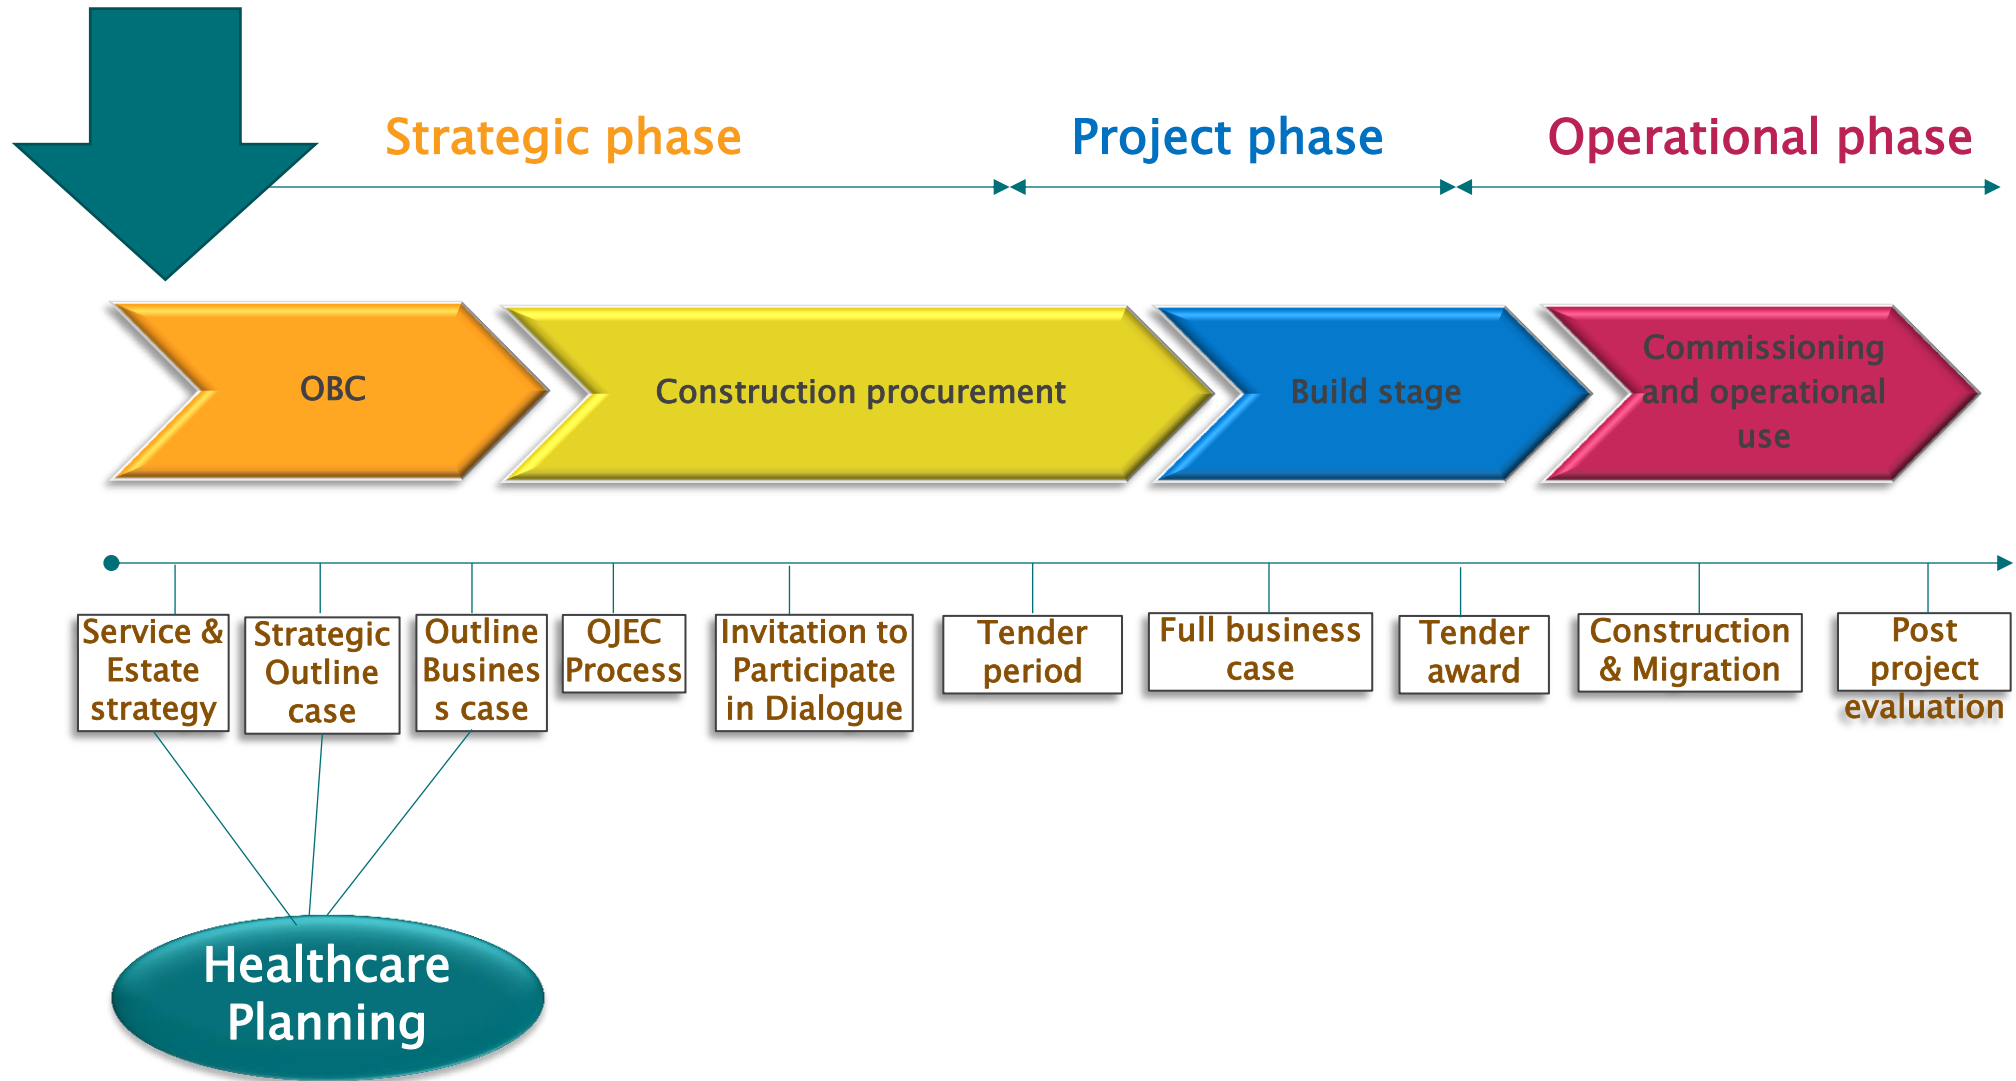 Strategic phase
Project phase
Operational phase
OBC
Construction procurement
Build stage
Commissioning
and operational
use
Service &
Estate
strategy
Strategic
Outline
case
Outline
Busines
s case
OJEC
Process
Invitation to
Participate
in Dialogue
Tender
period
Full business
case
Tender
award
Construction
& Migration
Post
project
evaluation
Healthcare
Planning